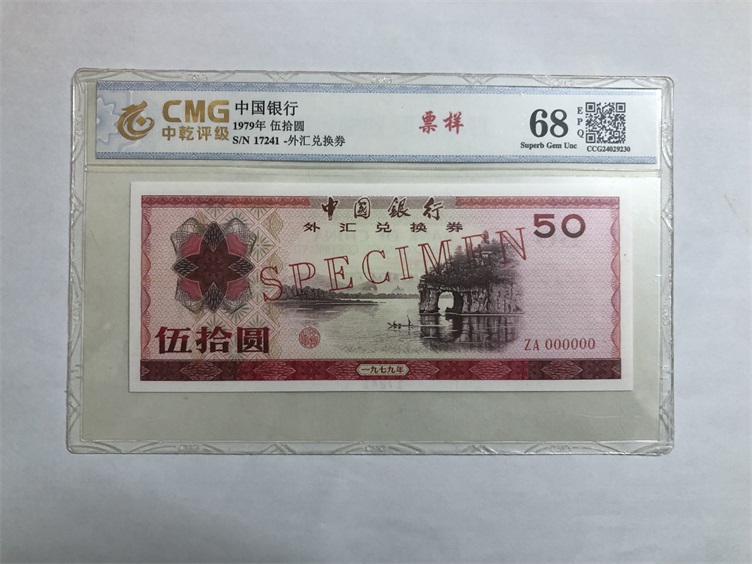 CMG
中乾评级
中国银行
1979年 伍拾圆
S/N 17241 -外汇兑换券
票样
68
EPQ
Superb Gem Unc
CCG24029230
中國銀行
外汇兑换券
50
SPECIMEN
伍拾圆
ZA 000000
一九七九年